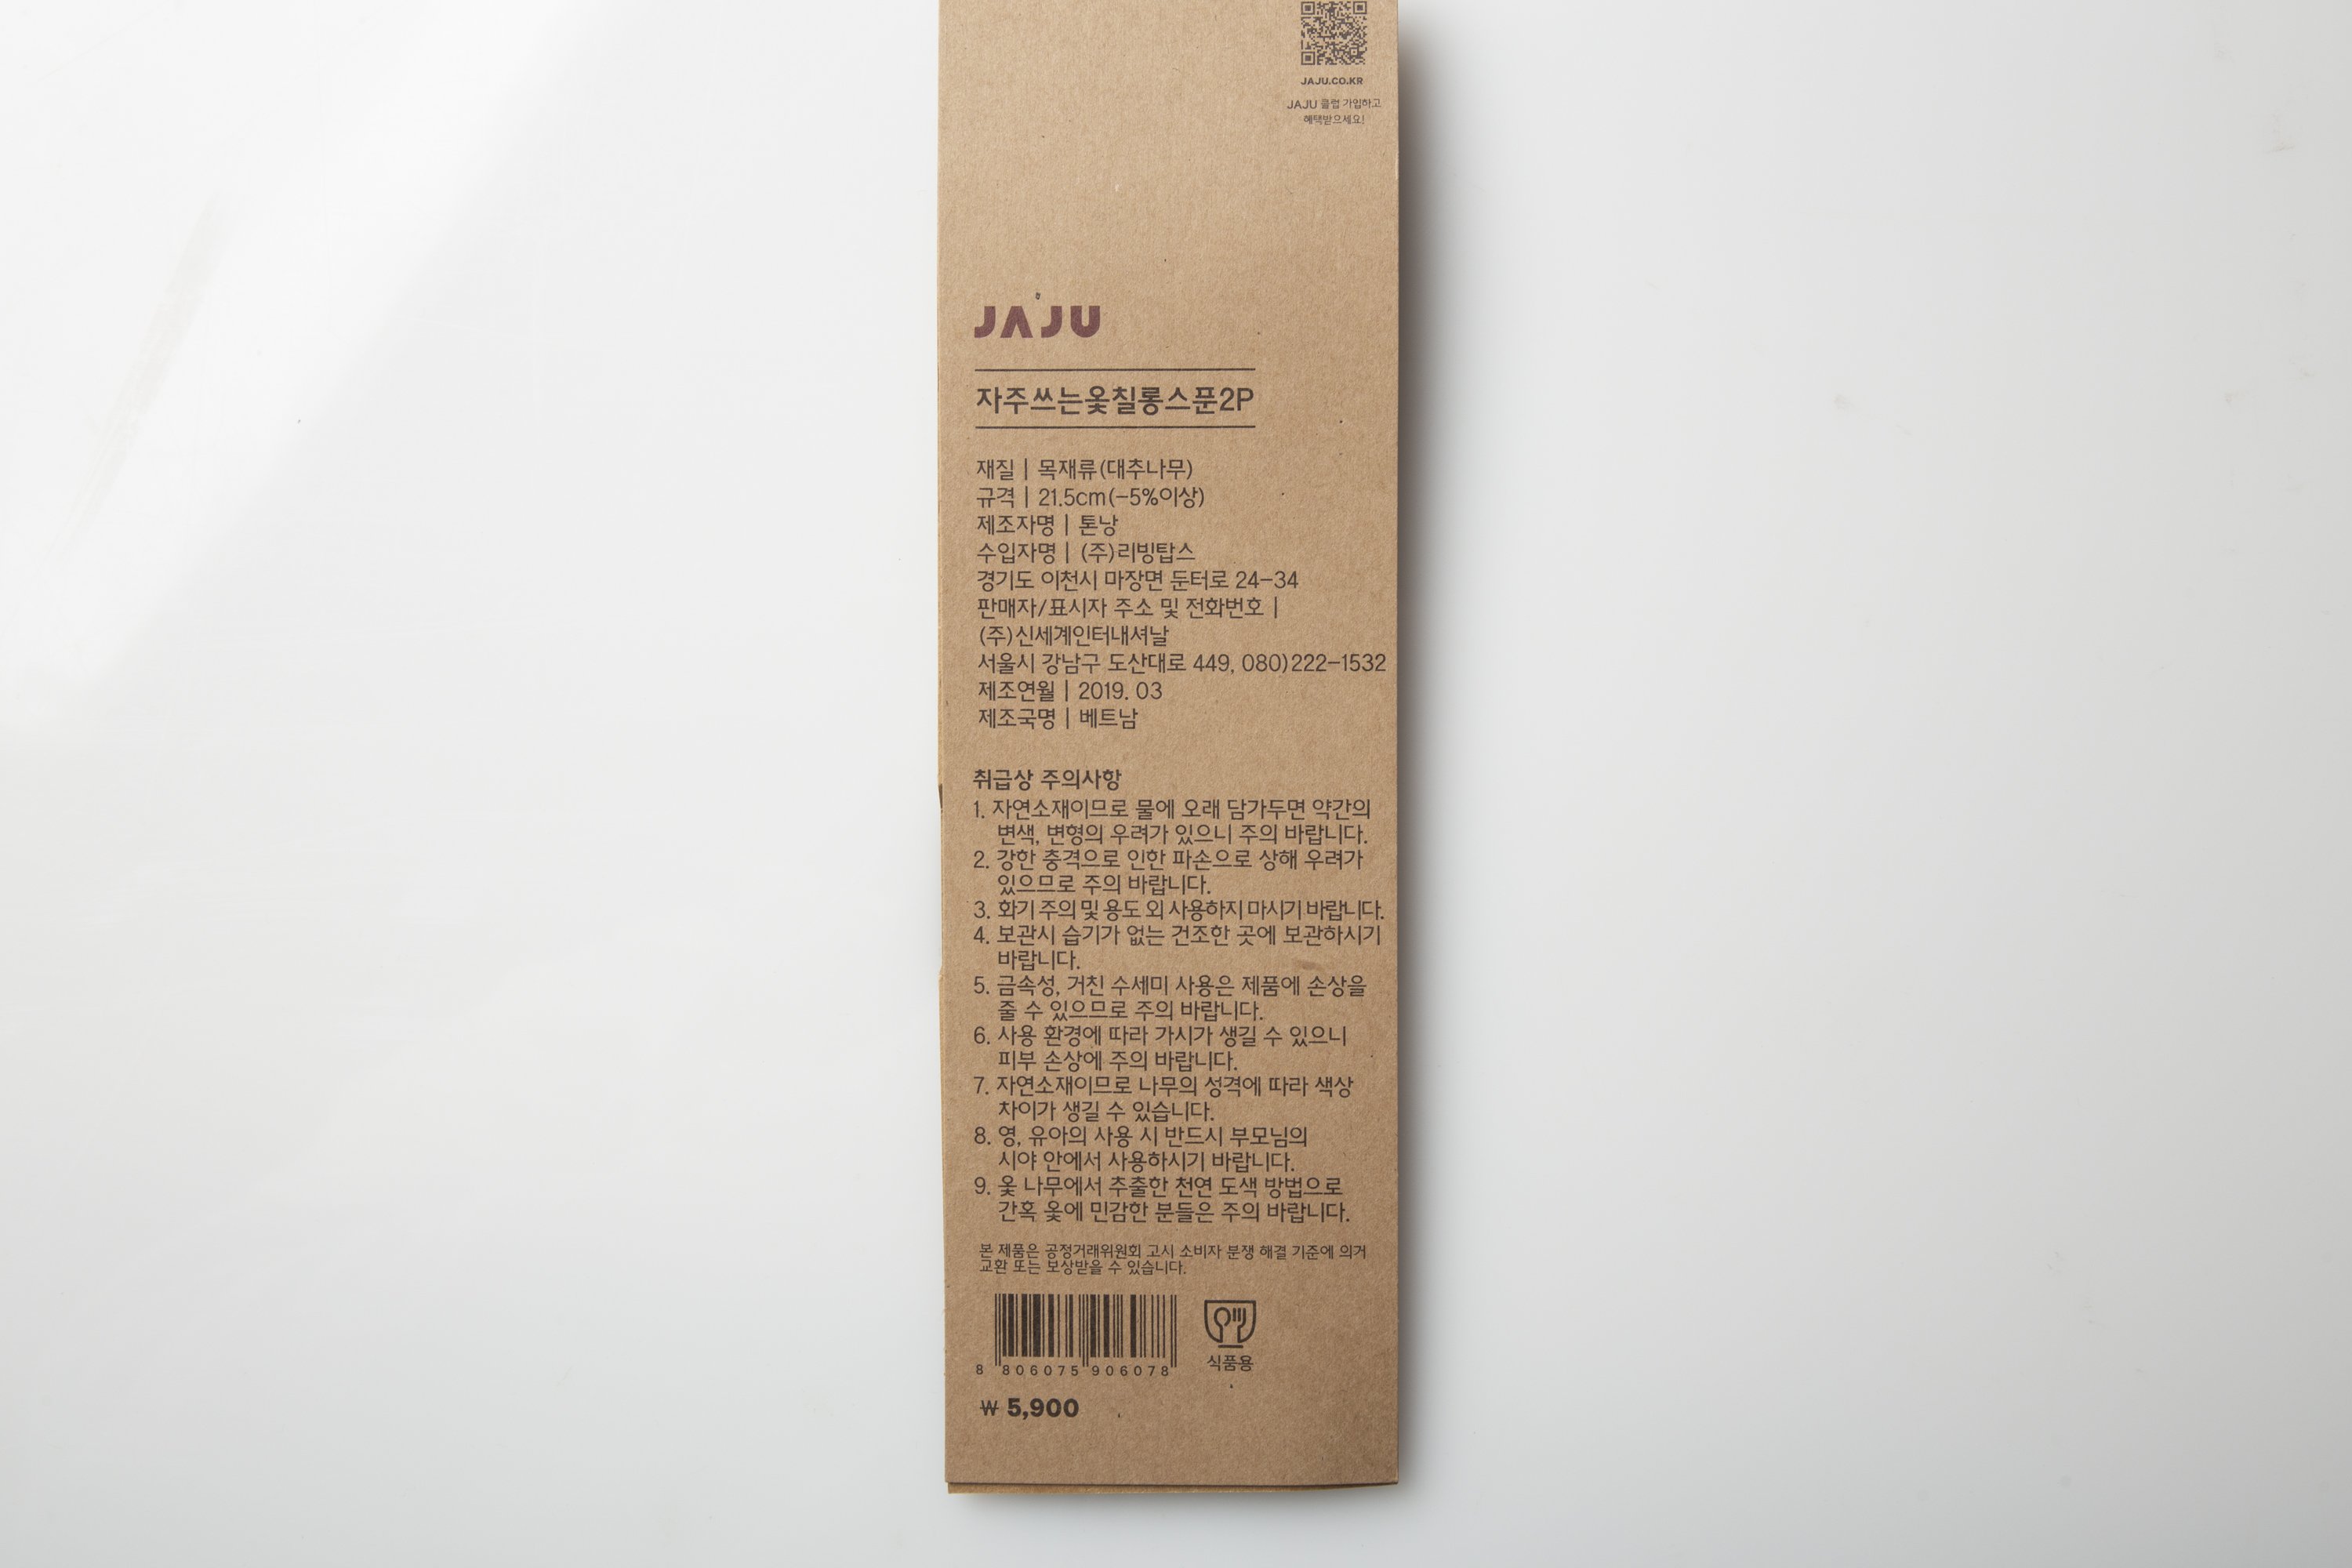 JAJU.CO.KR
JAJU 클럽 가입하고
혜택받으세요!
JAJU
자주쓰는옻칠롱스푼2P
재질 | 목재류(대추나무)
규격 | 21.5cm(-5%이상)
제조자명 | 톤낭
수입자명 | (주)리빙탑스
경기도 이천시 마장면 둔터로 24-34
판매자/표시자 주소 및 전화번호 |
(주)신세계인터내셔날
서울시 강남구 도산대로 449, 080)222-1532
제조연월 | 2019. 03
제조국명 | 베트남
취급상 주의사항
1. 자연소재이므로 물에 오래 담가두면 약간의
변색, 변형의 우려가 있으니 주의 바랍니다.
2. 강한 충격으로 인한 파손으로 상해 우려가
있으므로 주의 바랍니다.
3. 화기 주의 및 용도 외 사용하지 마시기 바랍니다.
4. 보관시 습기가 없는 건조한 곳에 보관하시기
바랍니다.
5. 금속성, 거친 수세미 사용은 제품에 손상을
줄 수 있으므로 주의 바랍니다.
6. 사용 환경에 따라 가시가 생길 수 있으니
피부 손상에 주의 바랍니다.
7. 자연소재이므로 나무의 성격에 따라 색상
차이가 생길 수 있습니다.
8. 영, 유아의 사용 시 반드시 부모님의
시야 안에서 사용하시기 바랍니다.
9. 옻 나무에서 추출한 천연 도색 방법으로
간혹 옻에 민감한 분들은 주의 바랍니다.
본 제품은 공정거래위원회 고시 소비자 분쟁 해결 기준에 의거
교환 또는 보상받을 수 있습니다.
8 806075 906078
식품용
₩ 5,900